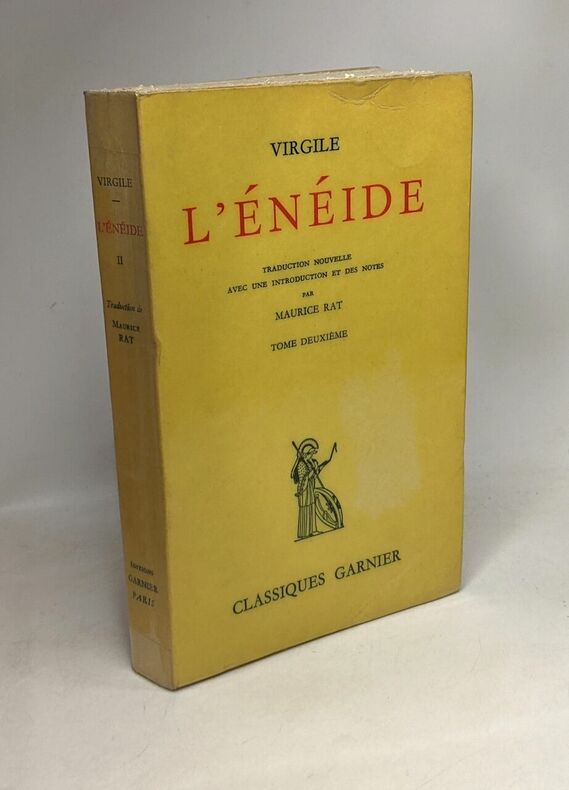 VIRGILE
L'ÉNÉIDE
TRADUCTION NOUVELLE
AVEC UNE INTRODUCTION ET DES NOTES
PAR
MAURICE RAT
TOME DEUXIÈME
CLASSIQUES GARNIER
VIRGILE
L'ÉNÉIDE
II
Traduction de
MAURICE
RAT
EDITIONS
GARNIER
PARIS